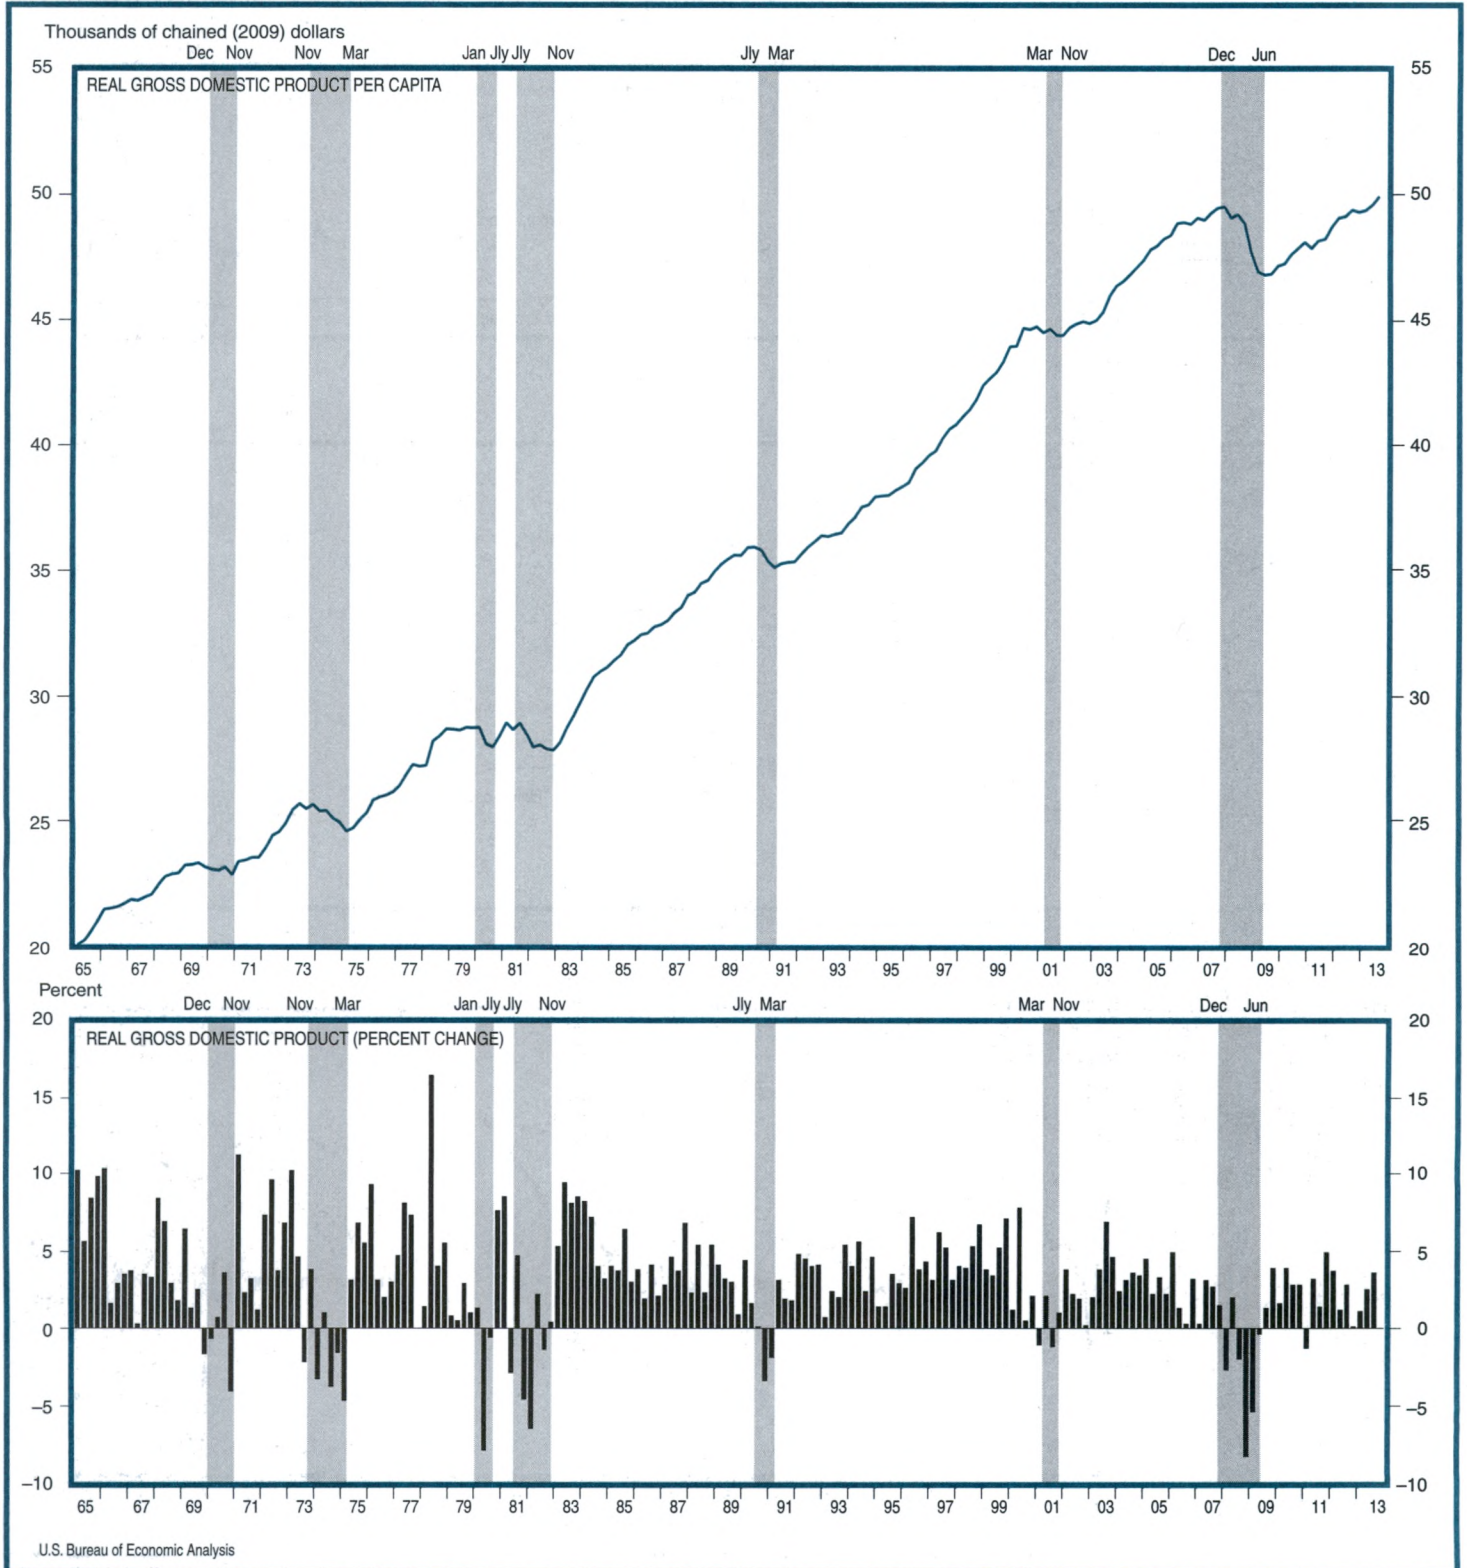 Thousands of chained (2009) dollars
Dec Nov Nov Mar Jan Jly Jly Nov Jly Mar Mar Nov Dec Jun
55 55
REAL GROSS DOMESTIC PRODUCT PER CAPITA
50 50
45 45
40 40
35 35
30 30
25 25
20 20
65 67 69 71 73 75 77 79 81 83 85 87 89 91 93 95 97 99 01 03 05 07 09 11 13
Percent
Dec Nov Nov Mar Jan Jly Jly Nov Jly Mar Mar Nov Dec Jun
20 20
REAL GROSS DOMESTIC PRODUCT (PERCENT CHANGE)
15 15
10 10
5 5
0 0
–5 –5
–10 –10
65 67 69 71 73 75 77 79 81 83 85 87 89 91 93 95 97 99 01 03 05 07 09 11 13
U.S. Bureau of Economic Analysis